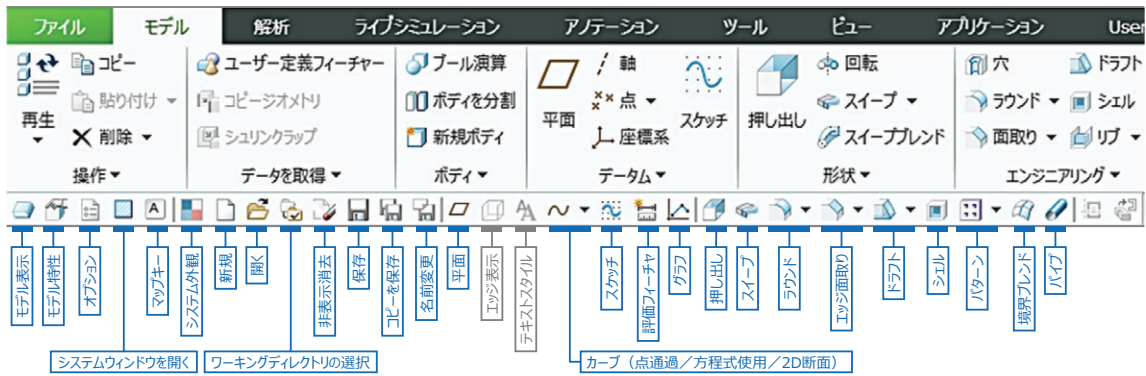 ファイル モデル 解析 ライブシミュレーション アノテーション ツール ビュー アプリケーション User
コピー ユーザー定義フィーチャー ブール演算 軸 回転 穴 ドラフト
貼り付け コピージオメトリ ボディを分割 点 スイープ ラウンド シェル
再生 平面 スケッチ 押し出し
削除 シュリンクラップ 新規ボディ 座標系 スイープブレンド 面取り リブ
操作 データを取得 ボディ データム 形状 エンジニアリング
A
モデル表示
モデル特性
オプション
システムウィンドウを開く
マップキー
システム外観
新規
開く
ワーキングディレクトリの選択
非表示消去
保存
コピーを保存
名前変更
平面
エッジ表示
テキストスタイル
カーブ（点通過／方程式使用／2D断面）
スケッチ
評価フィーチャ
グラフ
押し出し
スイープ
ラウンド
エッジ面取り
ドラフト
シェル
パターン
境界ブレンド
パイプ